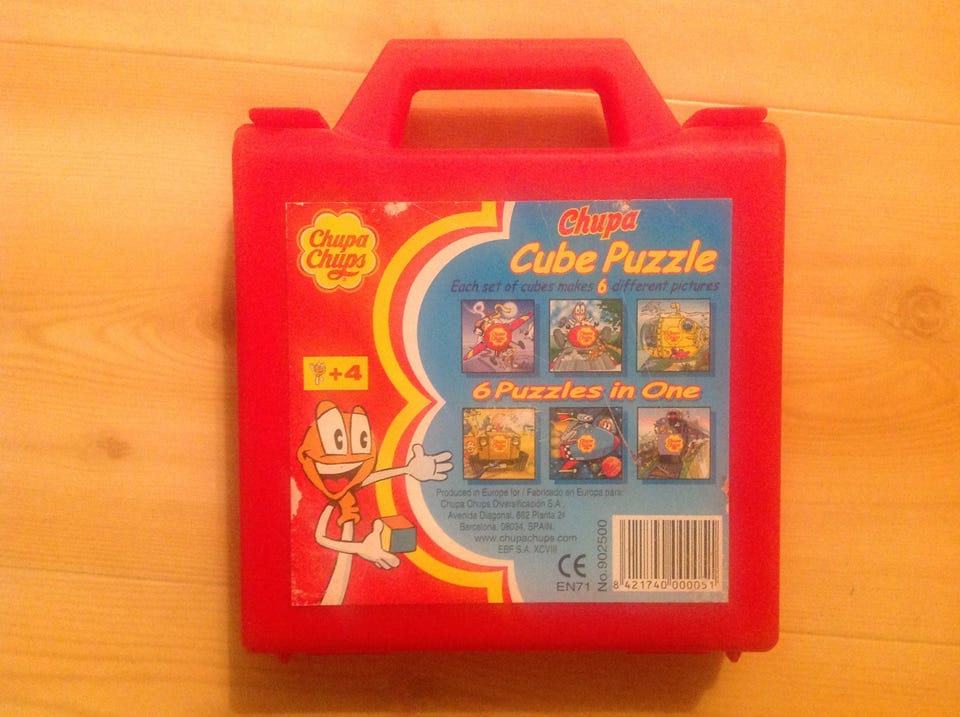 Chupa
Chups
Chupa
Cube Puzzle
Each set of cubes makes 6 different pictures
+4
6 Puzzles in One
Produced in Europe for / Fabricado en Europa para:
Chupa Chups Diversificación S.A.
Avenida Diagonal, 662 Planta 2ª
Barcelona, 08034, SPAIN.
www.chupachups.com
EBF S.A. XCVIII
CE
EN71
No.902500
8 421740 000051